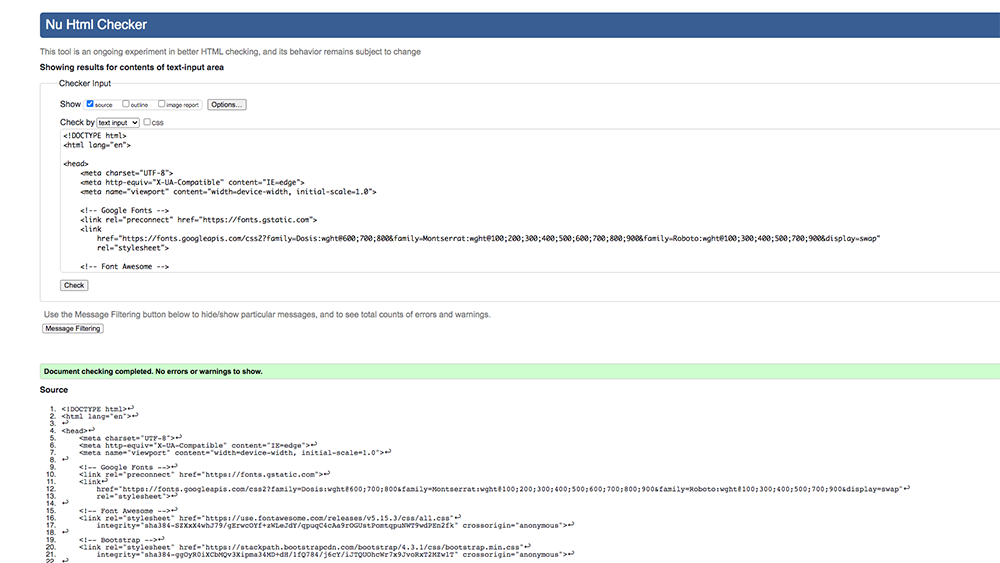 Nu Html Checker
This tool is an ongoing experiment in better HTML checking, and its behavior remains subject to change
Showing results for contents of text-input area
Checker Input
Show source outline image report Options...
Check by text input css
<!DOCTYPE html>
<html lang="en">
<head>
<meta charset="UTF-8">
<meta http-equiv="X-UA-Compatible" content="IE=edge">
<meta name="viewport" content="width=device-width, initial-scale=1.0">
<!-- Google Fonts -->
<link rel="preconnect" href="https://fonts.gstatic.com">
<link
href="https://fonts.googleapis.com/css2?family=Dosis:wght@600;700;800&family=Montserrat:wght@100;200;300;400;500;600;700;800;900&family=Roboto:wght@100;300;400;500;700;900&display=swap"
rel="stylesheet">
<!-- Font Awesome -->
Check
Use the Message Filtering button below to hide/show particular messages, and to see total counts of errors and warnings.
Message Filtering
Document checking completed. No errors or warnings to show.
Source
1. <!DOCTYPE html>↩
2. <html lang="en">↩
3. ↩
4. <head>↩
5. <meta charset="UTF-8">↩
6. <meta http-equiv="X-UA-Compatible" content="IE=edge">↩
7. <meta name="viewport" content="width=device-width, initial-scale=1.0">↩
8. ↩
9. <!-- Google Fonts -->↩
10. <link rel="preconnect" href="https://fonts.gstatic.com">↩
11. <link↩
12. href="https://fonts.googleapis.com/css2?family=Dosis:wght@600;700;800&family=Montserrat:wght@100;200;300;400;500;600;700;800;900&family=Roboto:wght@100;300;400;500;700;900&display=swap"↩
13. rel="stylesheet">↩
14. ↩
15. <!-- Font Awesome -->↩
16. <link rel="stylesheet" href="https://use.fontawesome.com/releases/v5.15.3/css/all.css"↩
17. crossorigin="anonymous">↩
18. ↩
19. <!-- Bootstrap -->↩
20. <link rel="stylesheet" href="https://stackpath.bootstrapcdn.com/bootstrap/4.3.1/css/bootstrap.min.css"↩
21. crossorigin="anonymous">↩
22. ↩